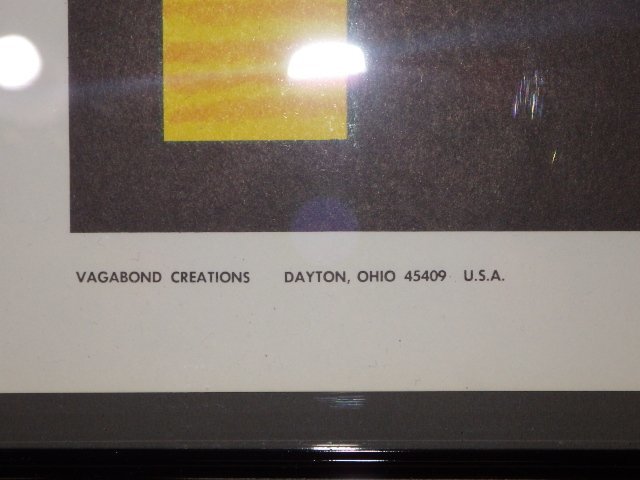 VAGABOND CREATIONS DAYTON, OHIO 45409 U.S.A.